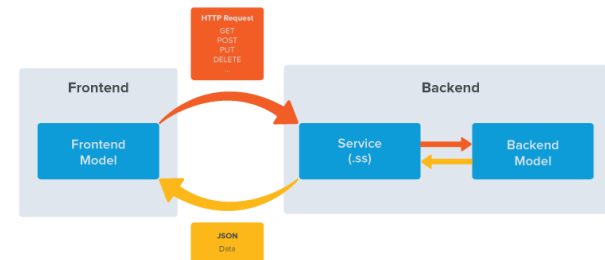 HTTP Request
GET
POST
PUT
DELETE
...
Frontend
Backend
Frontend
Model
Service
(.ss)
Backend
Model
JSON
Data